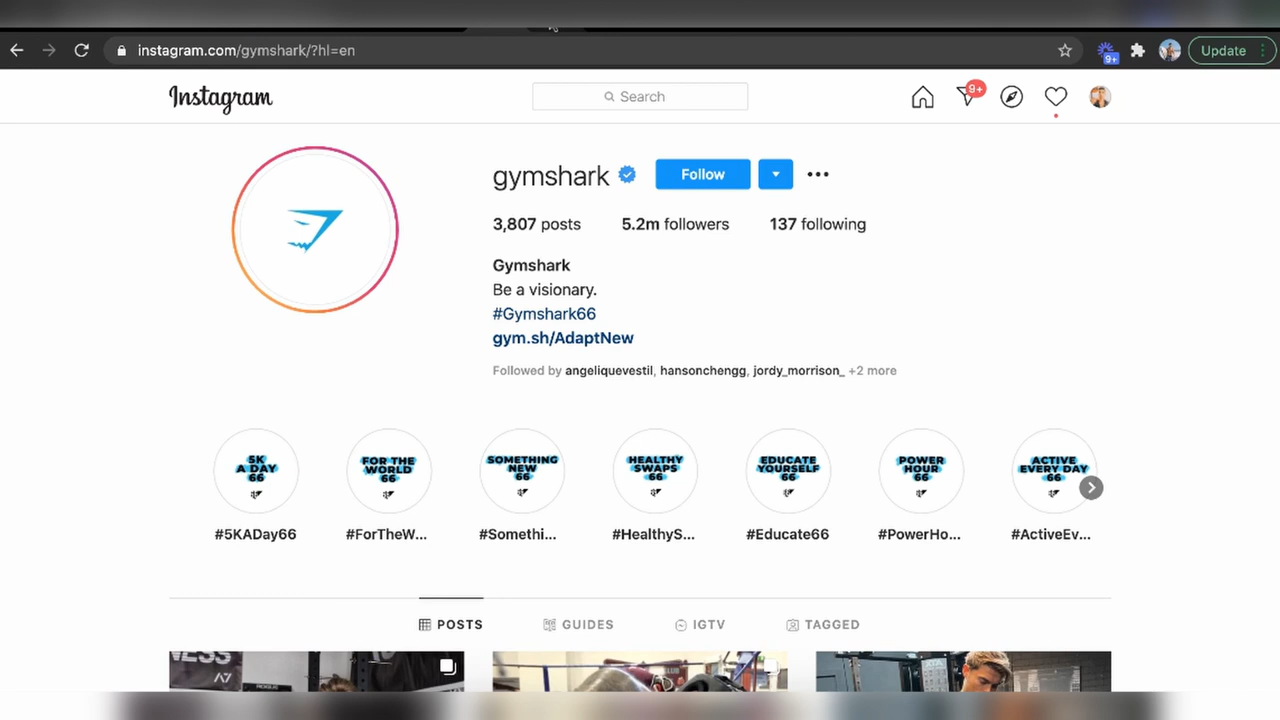 instagram.com/gymshark/?hl=en
9+
Update
Instagram
Search
9+
gymshark
Follow
3,807 posts 5.2m followers 137 following
Gymshark
Be a visionary.
#Gymshark66
gym.sh/AdaptNew
Followed by angeliquevestil, hansonchengg, jordy_morrison_ +2 more
5K
A DAY
66
FOR THE
WORLD
66
SOMETHING
NEW
66
HEALTHY
SWAPS
66
EDUCATE
YOURSELF
66
POWER
HOUR
66
ACTIVE
EVERY DAY
66
#5KADay66 #ForTheW... #Somethi... #HealthyS... #Educate66 #PowerHo... #ActiveEv...
POSTS GUIDES IGTV TAGGED